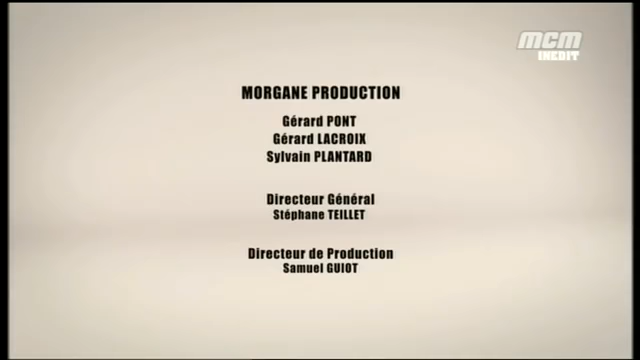 mcm
INEDIT
MORGANE PRODUCTION
Gérard PONT
Gérard LACROIX
Sylvain PLANTARD
Directeur Général
Stéphane TEILLET
Directeur de Production
Samuel GUIOT